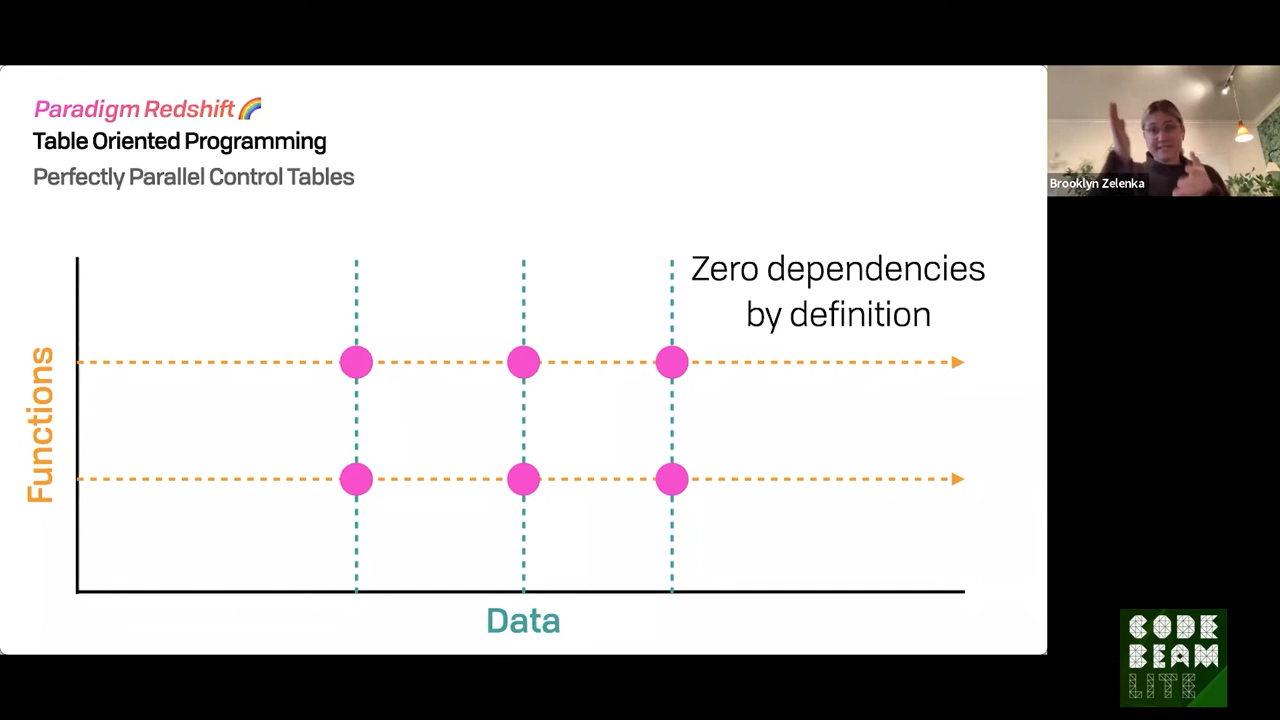 Paradigm Redshift🌈
Table Oriented Programming
Perfectly Parallel Control Tables
Brooklyn Zelenka
Zero dependencies
by definition
Functions
Data
CODE
BEAM
LITE